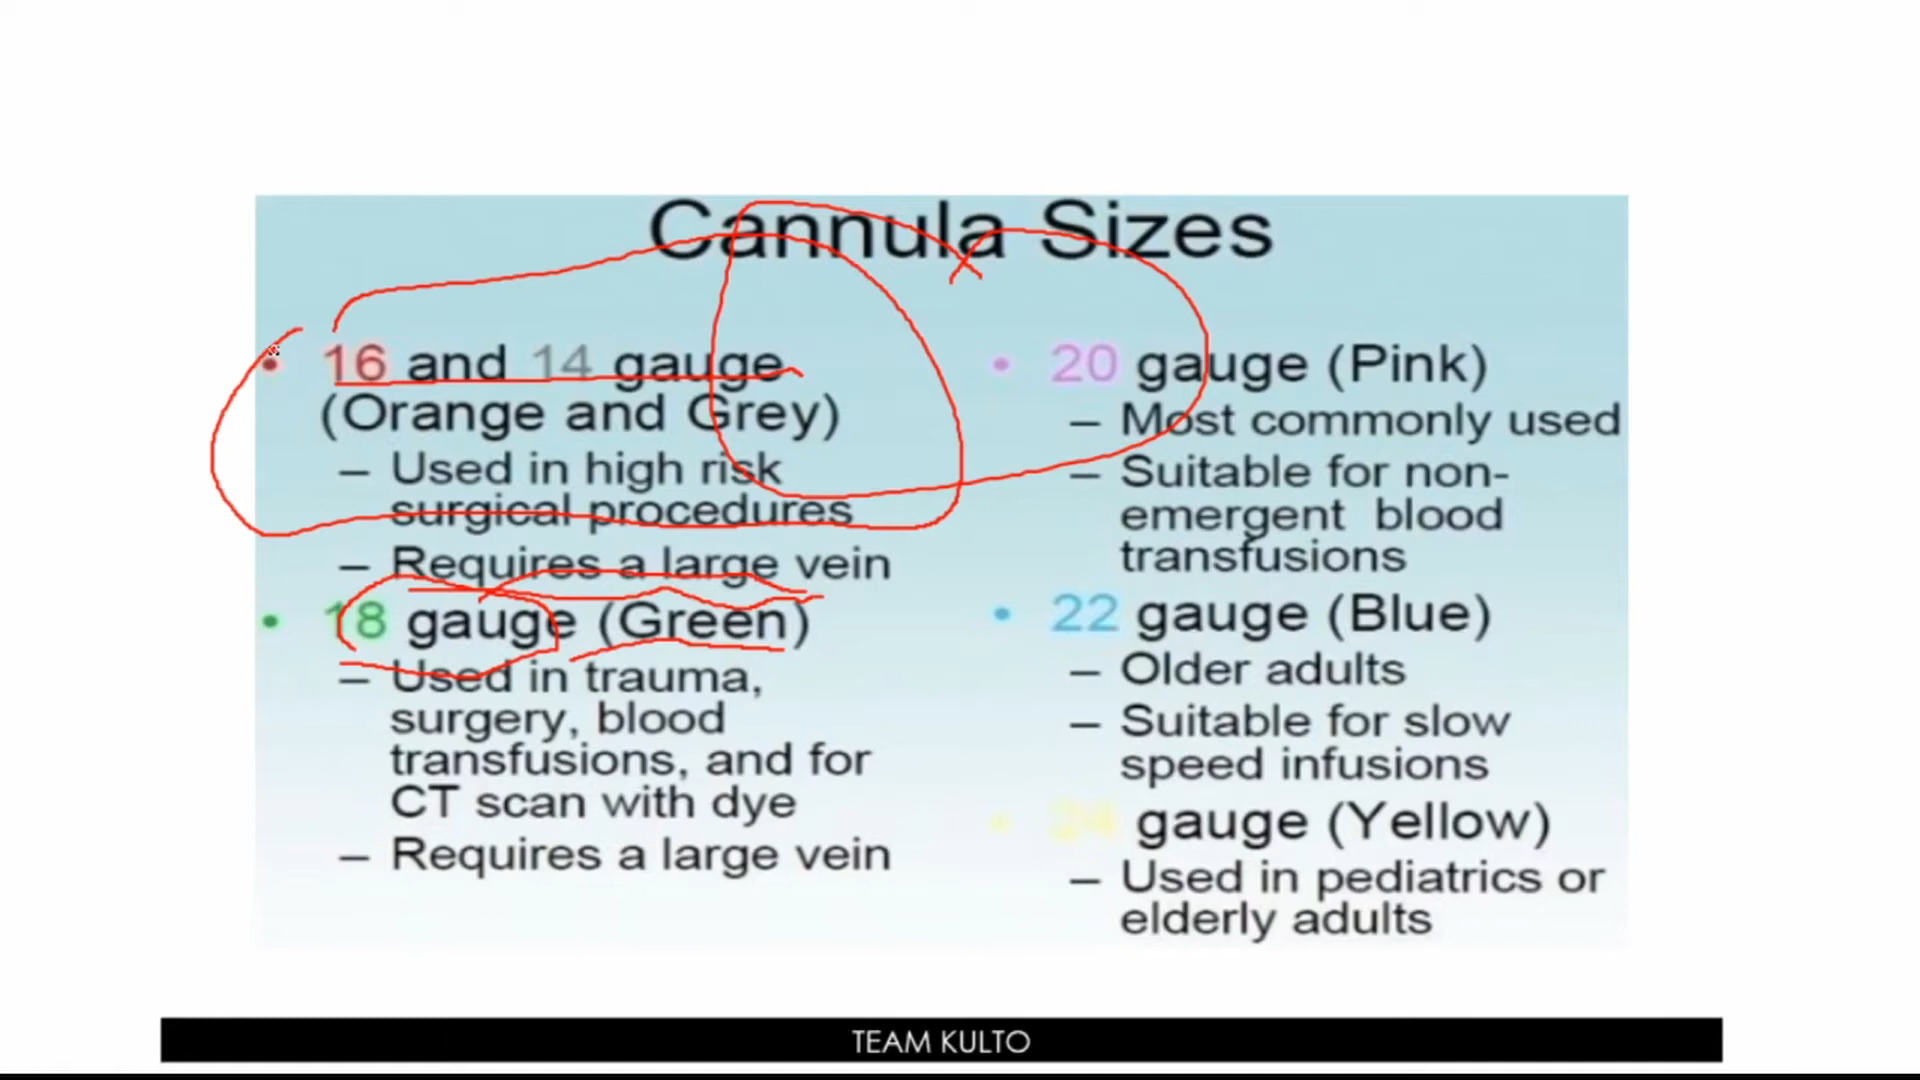 Cannula Sizes
• 16 and 14 gauge
(Orange and Grey)
– Used in high risk
surgical procedures
– Requires a large vein
• 18 gauge (Green)
– Used in trauma,
surgery, blood
transfusions, and for
CT scan with dye
– Requires a large vein
• 20 gauge (Pink)
– Most commonly used
– Suitable for non-
emergent blood
transfusions
• 22 gauge (Blue)
– Older adults
– Suitable for slow
speed infusions
• 24 gauge (Yellow)
– Used in pediatrics or
elderly adults
TEAM KULTO